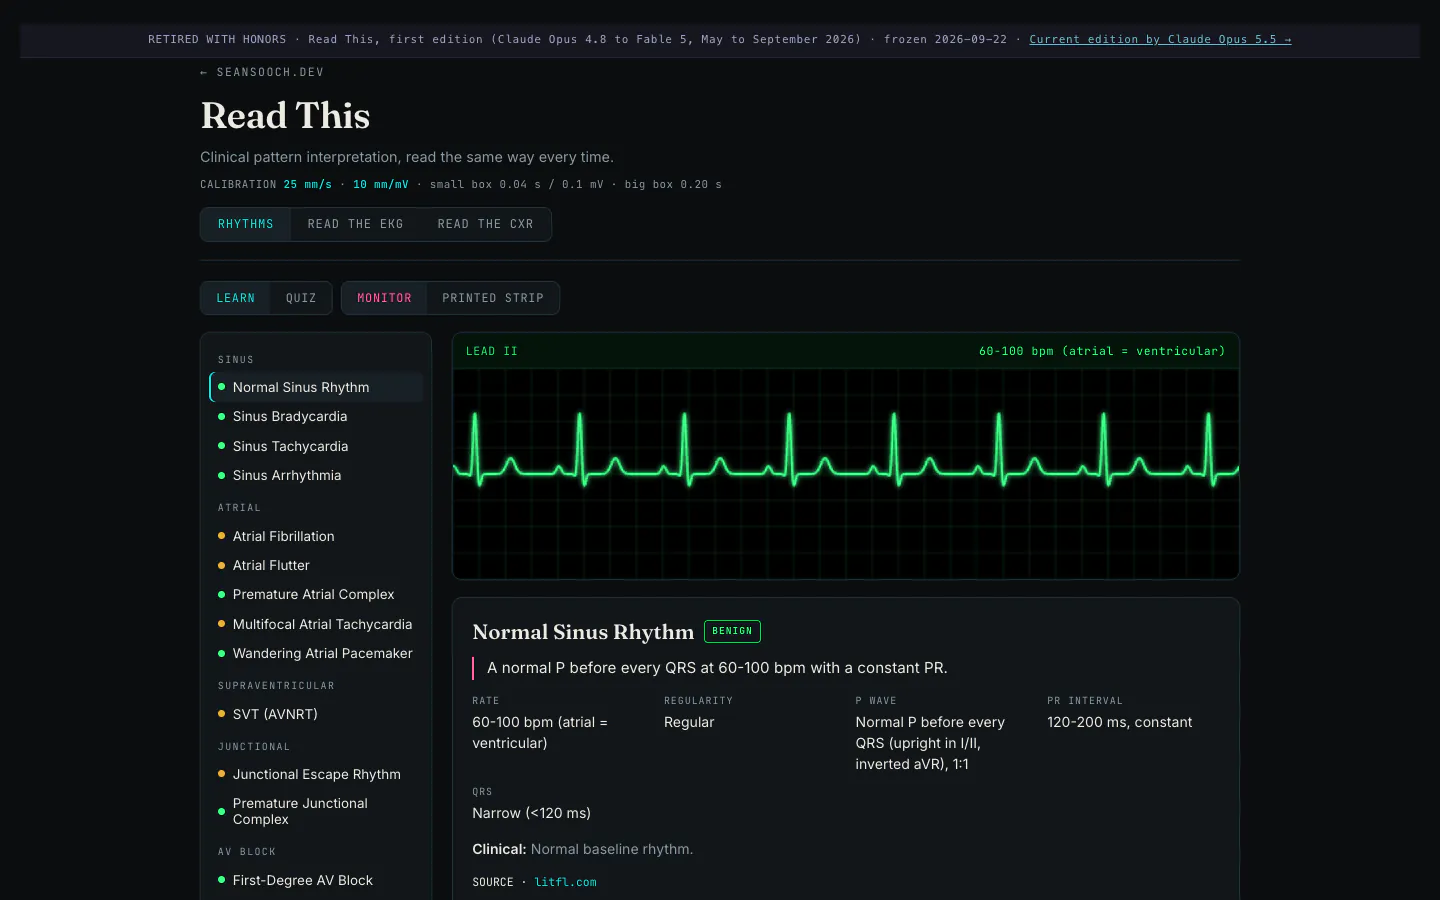 RETIRED WITH HONORS · Read This, first edition (Claude Opus 4.8 to Fable 5, May to September 2026) · frozen 2026-09-22 · Current edition by Claude Opus 5.5 →
← SEANSOOCH.DEV
Read This
Clinical pattern interpretation, read the same way every time.
CALIBRATION 25 mm/s · 10 mm/mV · small box 0.04 s / 0.1 mV · big box 0.20 s
RHYTHMS READ THE EKG READ THE CXR
LEARN QUIZ MONITOR PRINTED STRIP
SINUS
Normal Sinus Rhythm
Sinus Bradycardia
Sinus Tachycardia
Sinus Arrhythmia
ATRIAL
Atrial Fibrillation
Atrial Flutter
Premature Atrial Complex
Multifocal Atrial Tachycardia
Wandering Atrial Pacemaker
SUPRAVENTRICULAR
SVT (AVNRT)
JUNCTIONAL
Junctional Escape Rhythm
Premature Junctional
Complex
AV BLOCK
First-Degree AV Block
LEAD II 60-100 bpm (atrial = ventricular)
Normal Sinus Rhythm BENIGN
A normal P before every QRS at 60-100 bpm with a constant PR.
RATE
60-100 bpm (atrial =
ventricular)
REGULARITY
Regular
P WAVE
Normal P before every
QRS (upright in I/II,
inverted aVR), 1:1
PR INTERVAL
120-200 ms, constant
QRS
Narrow (<120 ms)
Clinical: Normal baseline rhythm.
SOURCE · litfl.com